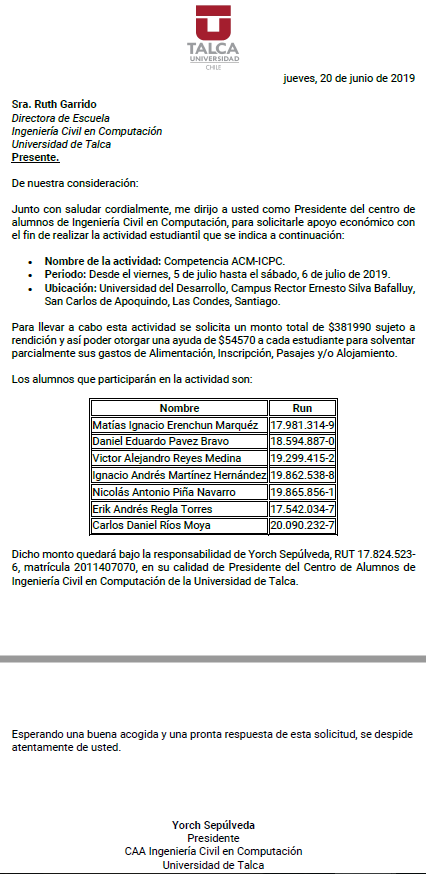 TALCA
UNIVERSIDAD
CHILE
jueves, 20 de junio de 2019
Sra. Ruth Garrido
Directora de Escuela
Ingeniería Civil en Computación
Universidad de Talca
Presente.
De nuestra consideración:
Junto con saludar cordialmente, me dirijo a usted como Presidente del centro de
alumnos de Ingeniería Civil en Computación, para solicitarle apoyo económico con
el fin de realizar la actividad estudiantil que se indica a continuación:
• Nombre de la actividad: Competencia ACM-ICPC.
• Periodo: Desde el viernes, 5 de julio hasta el sábado, 6 de julio de 2019.
• Ubicación: Universidad del Desarrollo, Campus Rector Ernesto Silva Bafalluy,
San Carlos de Apoquindo, Las Condes, Santiago.
Para llevar a cabo esta actividad se solicita un monto total de $381990 sujeto a
rendición y así poder otorgar una ayuda de $54570 a cada estudiante para solventar
parcialmente sus gastos de Alimentación, Inscripción, Pasajes y/o Alojamiento.
Los alumnos que participarán en la actividad son:
Nombre Run
Matías Ignacio Erenchun Marquéz 17.981.314-9
Daniel Eduardo Pavez Bravo 18.594.887-0
Victor Alejandro Reyes Medina 19.299.415-2
Ignacio Andrés Martínez Hernández 19.862.538-8
Nicolás Antonio Piña Navarro 19.865.856-1
Erik Andrés Regla Torres 17.542.034-7
Carlos Daniel Ríos Moya 20.090.232-7
Dicho monto quedará bajo la responsabilidad de Yorch Sepúlveda, RUT 17.824.523-
6, matrícula 2011407070, en su calidad de Presidente del Centro de Alumnos de
Ingeniería Civil en Computación de la Universidad de Talca.
Esperando una buena acogida y una pronta respuesta de esta solicitud, se despide
atentamente de usted.
Yorch Sepúlveda
Presidente
CAA Ingeniería Civil en Computación
Universidad de Talca